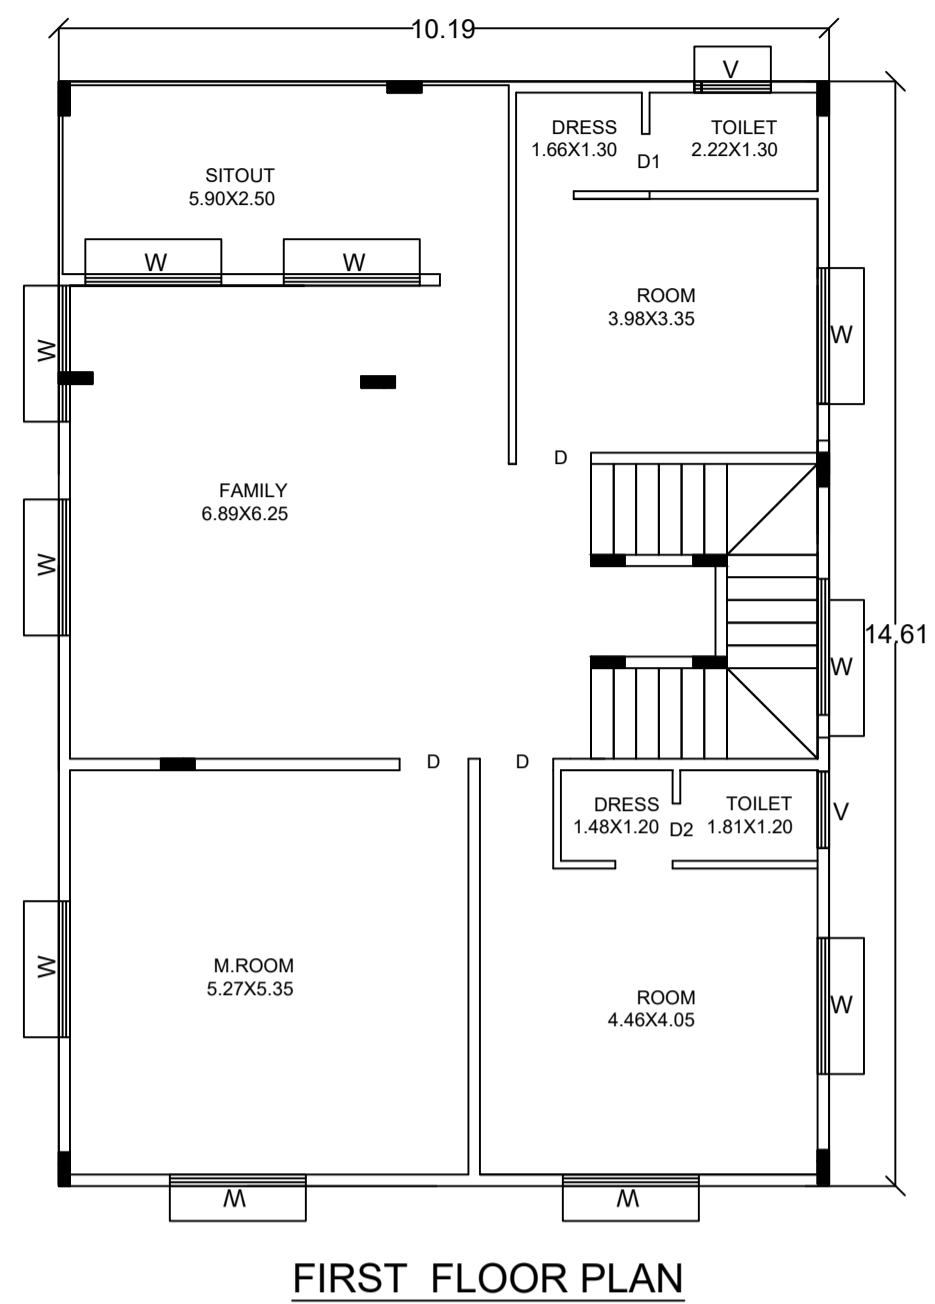 10.19
V
DRESS
1.66X1.30
TOILET
2.22X1.30
D1
SITOUT
5.90X2.50
W
W
ROOM
3.98X3.35
W
W
D
FAMILY
6.89X6.25
W
14.61
W
D
D
DRESS
1.48X1.20
D2
TOILET
1.81X1.20
V
M.ROOM
5.27X5.35
W
ROOM
4.46X4.05
W
W
W
FIRST FLOOR PLAN